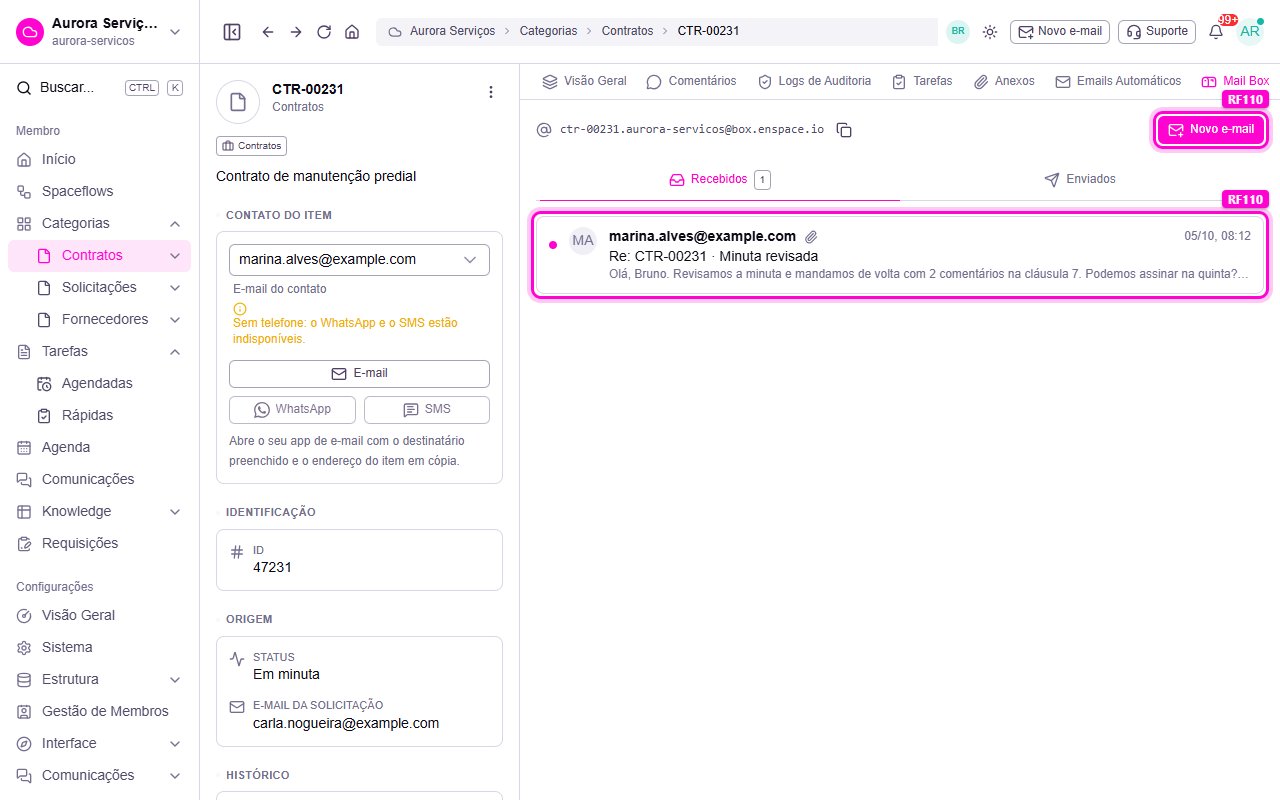 Aurora Serviç...
aurora-servicos
Aurora Serviços
Categorias
Contratos
CTR-00231
BR
Novo e-mail
Suporte
99+
AR
Buscar...
CTRL
K
Membro
Início
Spaceflows
Categorias
Contratos
Solicitações
Fornecedores
Tarefas
Agendadas
Rápidas
Agenda
Comunicações
Knowledge
Requisições
Configurações
Visão Geral
Sistema
Estrutura
Gestão de Membros
Interface
Comunicações
CTR-00231
Contratos
Contratos
Contrato de manutenção predial
CONTATO DO ITEM
marina.alves@example.com
E-mail do contato
Sem telefone: o WhatsApp e o SMS estão
indisponíveis.
E-mail
WhatsApp
SMS
Abre o seu app de e-mail com o destinatário
preenchido e o endereço do item em cópia.
IDENTIFICAÇÃO
ID
47231
ORIGEM
STATUS
Em minuta
E-MAIL DA SOLICITAÇÃO
carla.nogueira@example.com
HISTÓRICO
Visão Geral
Comentários
Logs de Auditoria
Tarefas
Anexos
Emails Automáticos
Mail Box
RF110
ctr-00231.aurora-servicos@box.enspace.io
Novo e-mail
Recebidos
1
Enviados
RF110
MA
marina.alves@example.com
05/10, 08:12
Re: CTR-00231 · Minuta revisada
Olá, Bruno. Revisamos a minuta e mandamos de volta com 2 comentários na cláusula 7. Podemos assinar na quinta?...